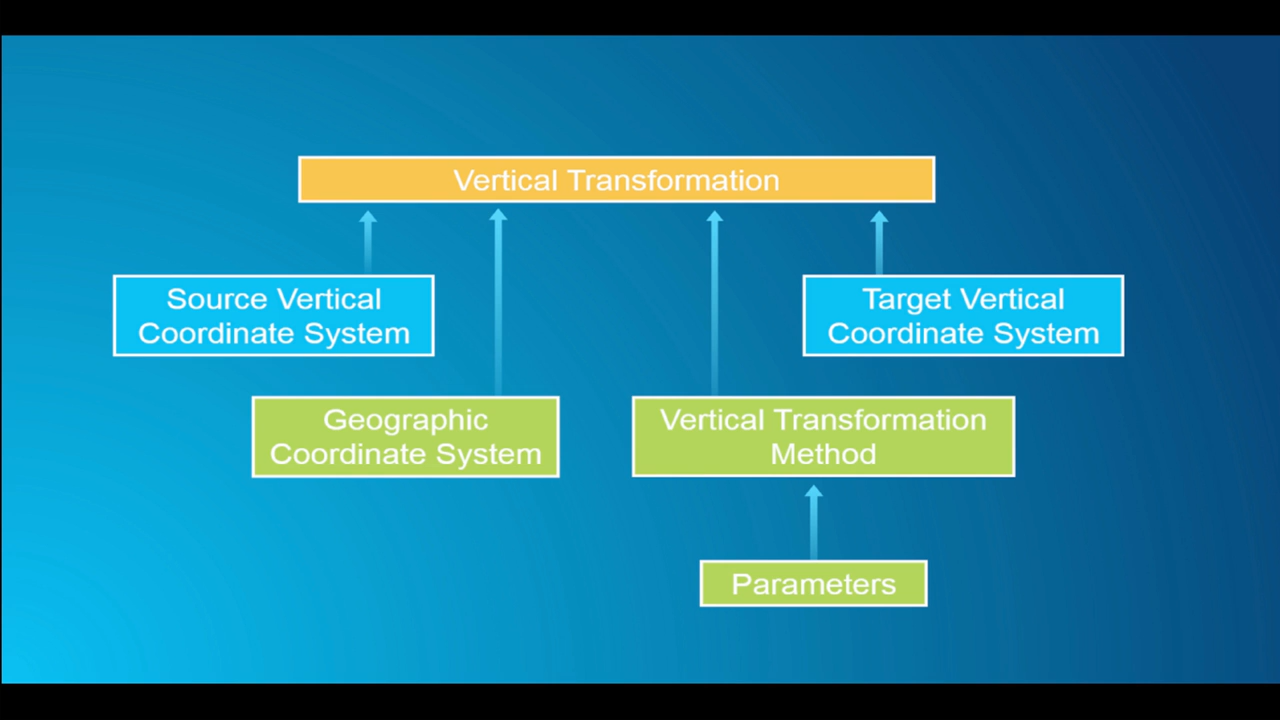 Vertical Transformation
Source Vertical
Coordinate System
Target Vertical
Coordinate System
Geographic
Coordinate System
Vertical Transformation
Method
Parameters